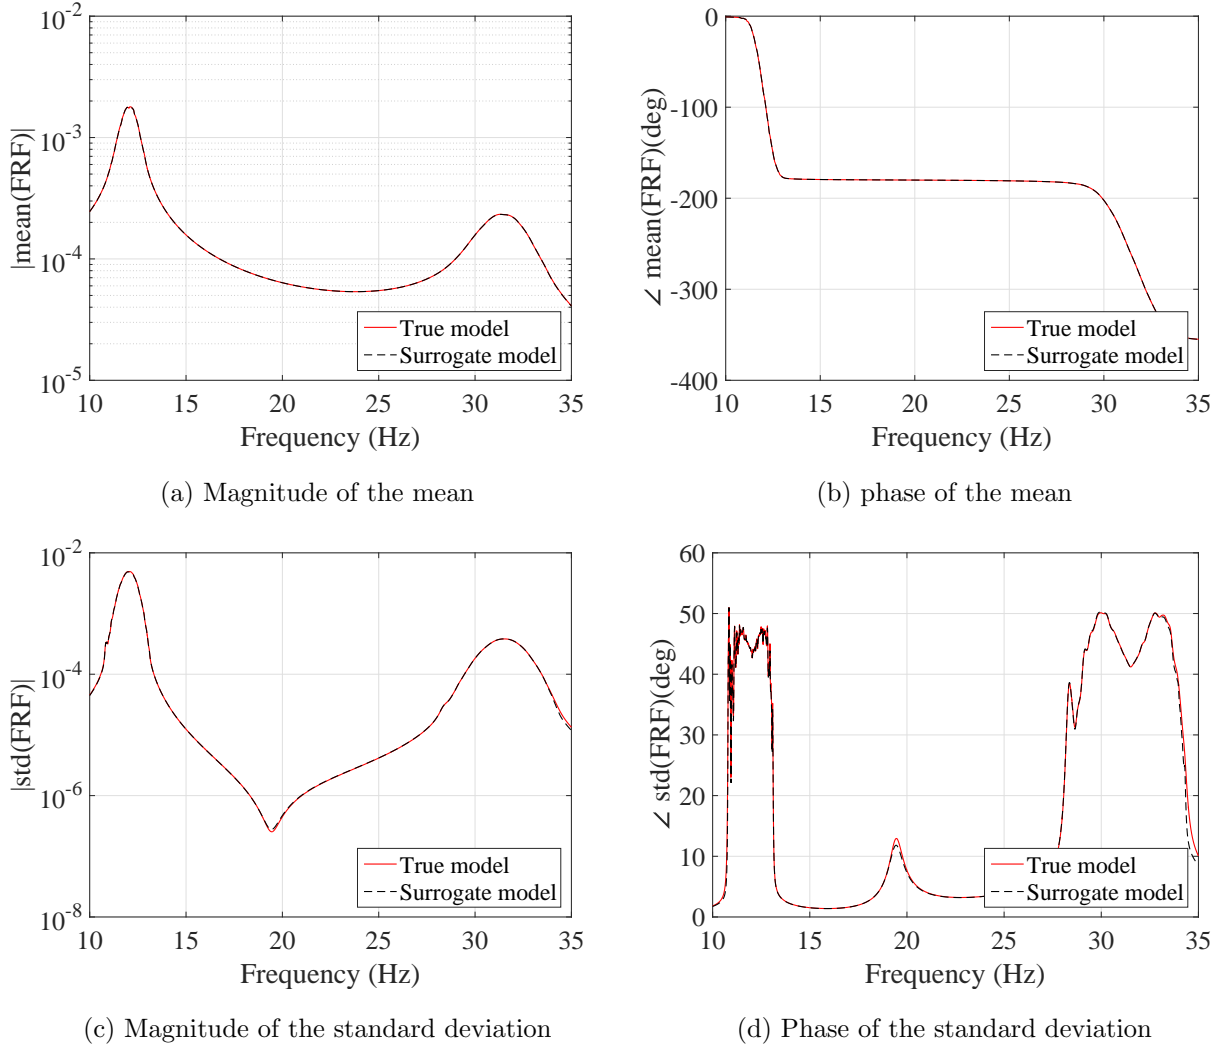 10^-2
10^-3
10^-4
10^-5
|mean(FRF)|
True model
Surrogate model
10 15 20 25 30 35
Frequency (Hz)
(a) Magnitude of the mean
0
-100
-200
-300
-400
∠ mean(FRF)(deg)
True model
Surrogate model
10 15 20 25 30 35
Frequency (Hz)
(b) phase of the mean
10^-2
10^-4
10^-6
10^-8
|std(FRF)|
True model
Surrogate model
10 15 20 25 30 35
Frequency (Hz)
(c) Magnitude of the standard deviation
60
50
40
30
20
10
0
∠ std(FRF)(deg)
True model
Surrogate model
10 15 20 25 30 35
Frequency (Hz)
(d) Phase of the standard deviation